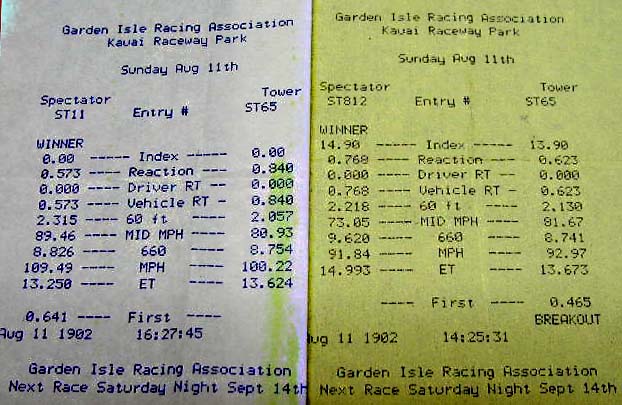 Garden Isle Racing Association
Kauai Raceway Park
Sunday Aug 11th
Spectator Tower
ST11 Entry # ST65
WINNER
0.00 ----- Index ----- 0.00
0.573 ---- Reaction ---- 0.840
0.000 ---- Driver RT ---- 0.000
0.573 ---- Vehicle RT -- 0.840
2.315 ---- 60 ft ---- 2.057
89.46 ---- MID MPH ---- 80.93
8.826 ---- 660 ---- 8.754
109.49 ---- MPH ---- 100.22
13.250 ---- ET ---- 13.624
0.641 ---- First ----
Aug 11 1902 16:27:45
Garden Isle Racing Association
Next Race Saturday Night Sept 14th
Garden Isle Racing Association
Kauai Raceway Park
Sunday Aug 11th
Spectator Tower
ST812 Entry # ST65
WINNER
14.90 ----- Index ----- 13.90
0.768 ---- Reaction ---- 0.623
0.000 ---- Driver RT -- 0.000
0.768 ---- Vehicle RT - 0.623
2.218 ---- 60 ft ---- 2.130
73.05 ---- MID MPH ---- 81.67
9.620 ---- 660 ---- 8.741
91.84 ---- MPH ---- 92.97
14.993 ---- ET ---- 13.673
---- First ---- 0.465
BREAKOUT
Aug 11 1902 14:25:31
Garden Isle Racing Association
Next Race Saturday Night Sept 14th